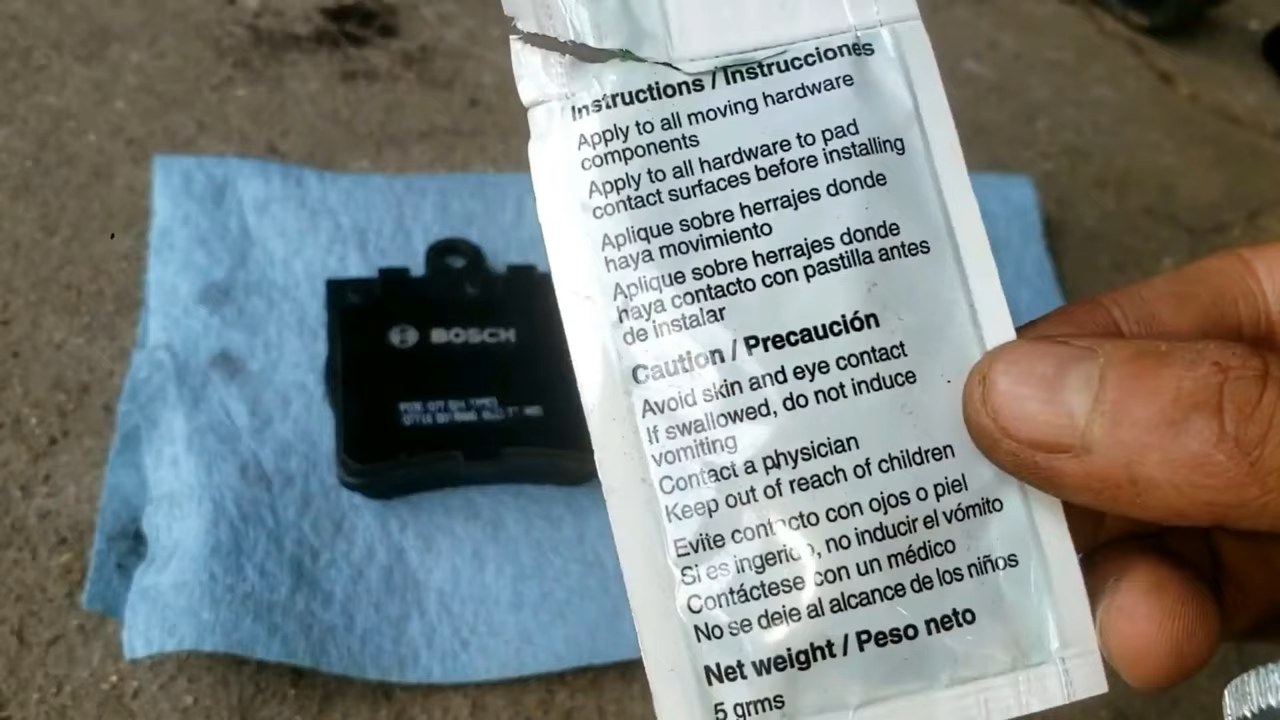 Instructions / Instrucciones
Apply to all moving hardware
components
Apply to all hardware to pad
contact surfaces before installing
Aplique sobre herrajes donde
haya movimiento
Aplique sobre herrajes donde
haya contacto con pastilla antes
de instalar
Caution / Precaución
Avoid skin and eye contact
If swallowed, do not induce
vomiting
Contact a physician
Keep out of reach of children
Evite contacto con ojos o piel
Si es ingerido, no inducir el vómito
Contáctese con un médico
No se deje al alcance de los niños
Net weight / Peso neto
5 grms
BOSCH